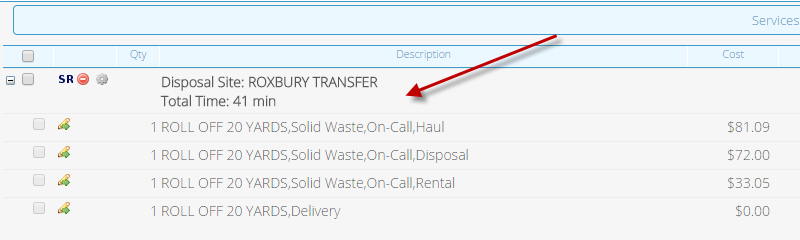 Services
Qty Description Cost
SR Disposal Site: ROXBURY TRANSFER
Total Time: 41 min
1 ROLL OFF 20 YARDS,Solid Waste,On-Call,Haul $81.09
1 ROLL OFF 20 YARDS,Solid Waste,On-Call,Disposal $72.00
1 ROLL OFF 20 YARDS,Solid Waste,On-Call,Rental $33.05
1 ROLL OFF 20 YARDS,Delivery $0.00